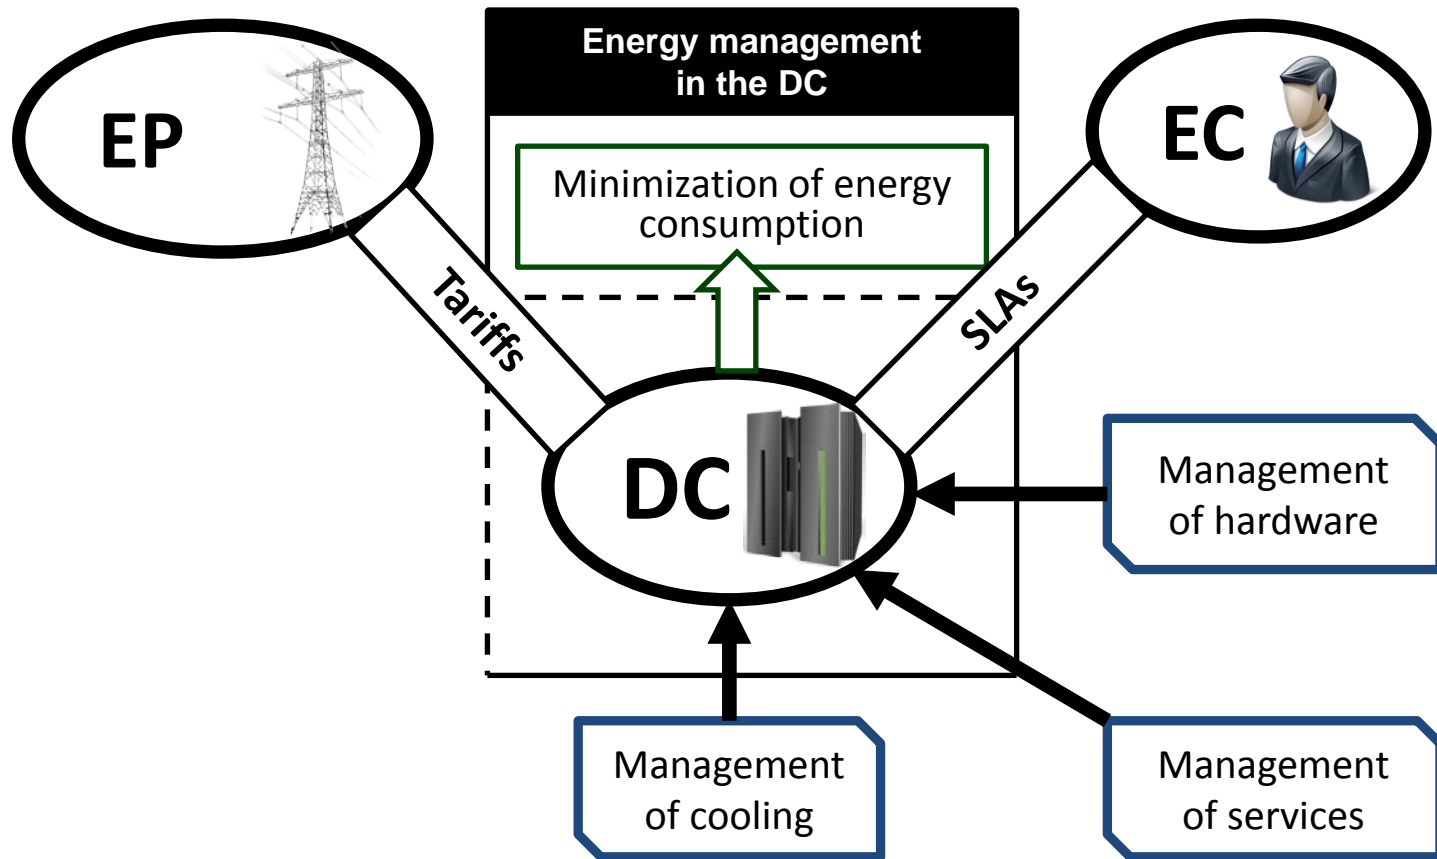 Energy management
in the DC
EP
EC
Minimization of energy
consumption
Tariffs
SLAs
DC
Management
of hardware
Management
of cooling
Management
of services